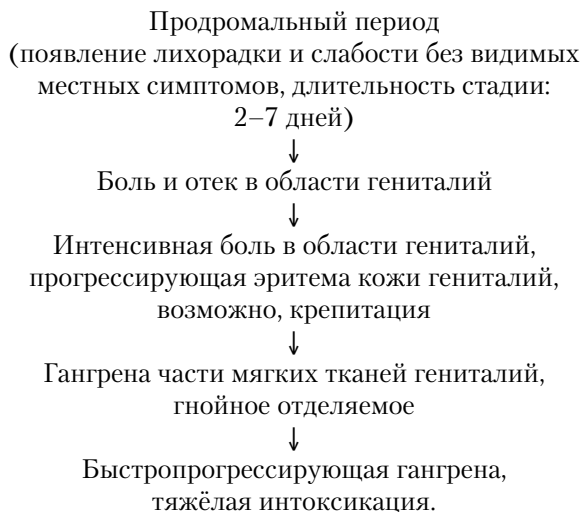 Продромальный период
(появление лихорадки и слабости без видимых
местных симптомов, длительность стадии:
2–7 дней)
↓
Боль и отек в области гениталий
↓
Интенсивная боль в области гениталий,
прогрессирующая эритема кожи гениталий,
возможно, крепитация
↓
Гангрена части мягких тканей гениталий,
гнойное отделяемое
↓
Быстропрогрессирующая гангрена,
тяжёлая интоксикация.